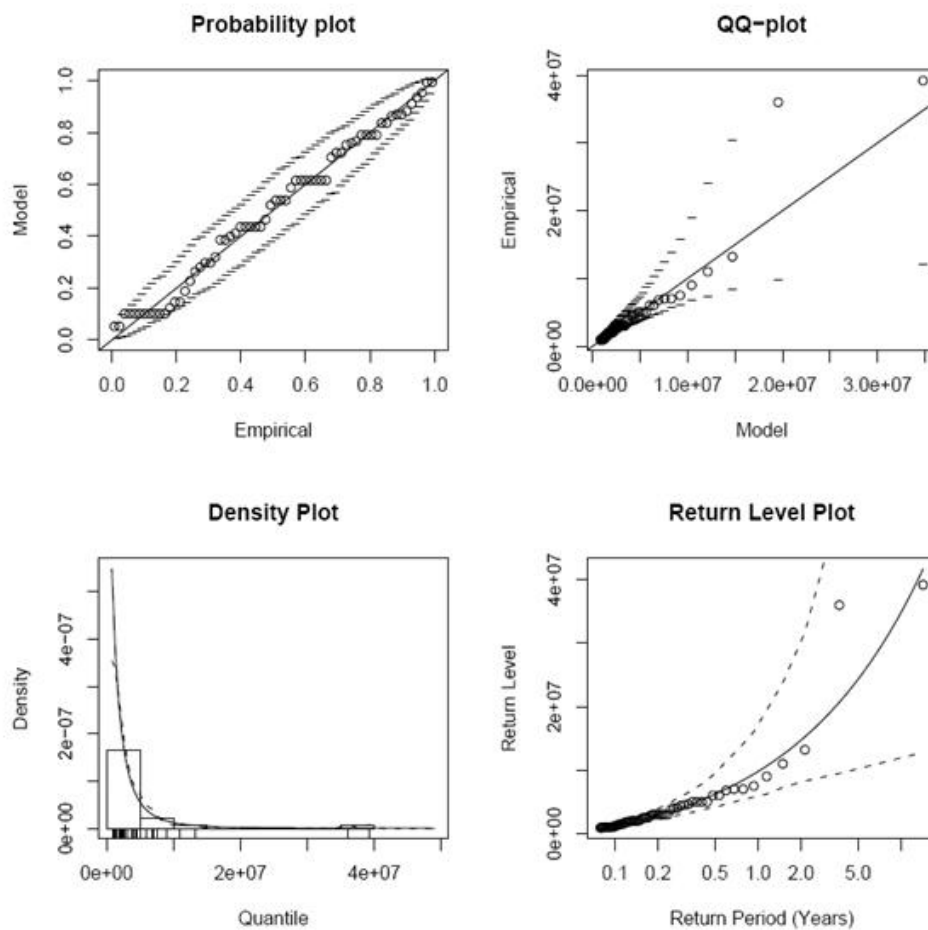 Probability plot
Model
0.0 0.2 0.4 0.6 0.8 1.0
0.0 0.2 0.4 0.6 0.8 1.0
Empirical
QQ-plot
Empirical
0e+00 2e+07 4e+07
0.0e+00 1.0e+07 2.0e+07 3.0e+07
Model
Density Plot
Density
0e+00 2e-07 4e-07
0e+00 2e+07 4e+07
Quantile
Return Level Plot
Return Level
0e+00 2e+07 4e+07
0.1 0.2 0.5 1.0 2.0 5.0
Return Period (Years)